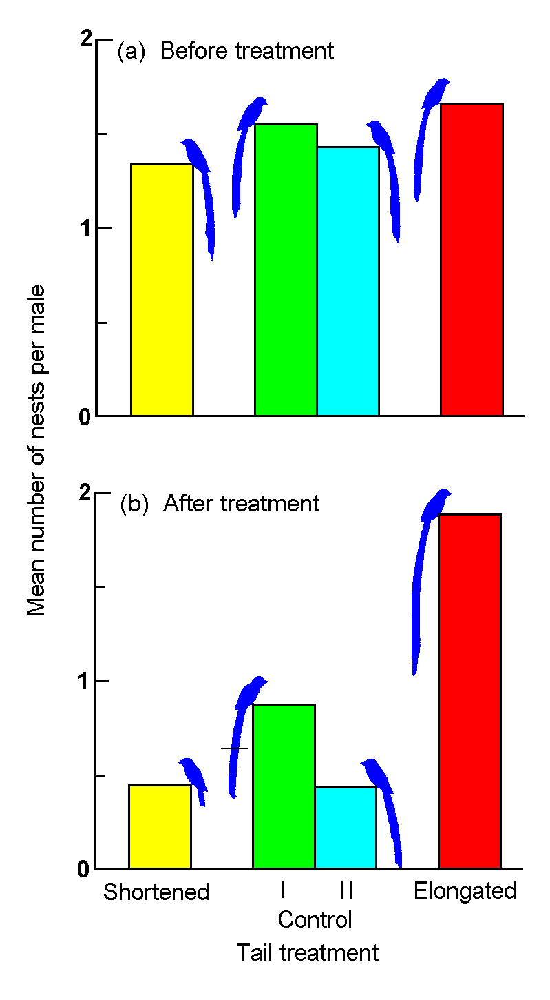 2
(a) Before treatment
1
0
Mean number of nests per male
2
(b) After treatment
1
0
Shortened I II Elongated
Control
Tail treatment